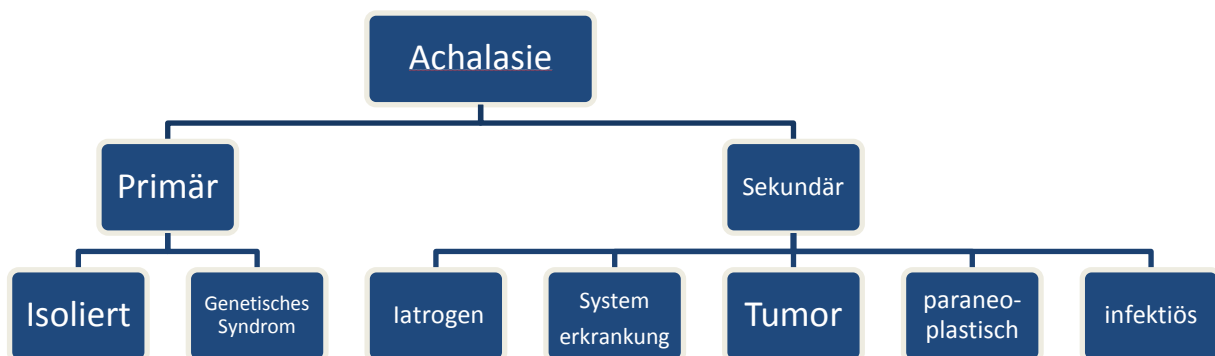 Achalasie
Primär
Sekundär
Isoliert
Genetisches
Syndrom
Iatrogen
System
erkrankung
Tumor
paraneo-
plastisch
infektiös